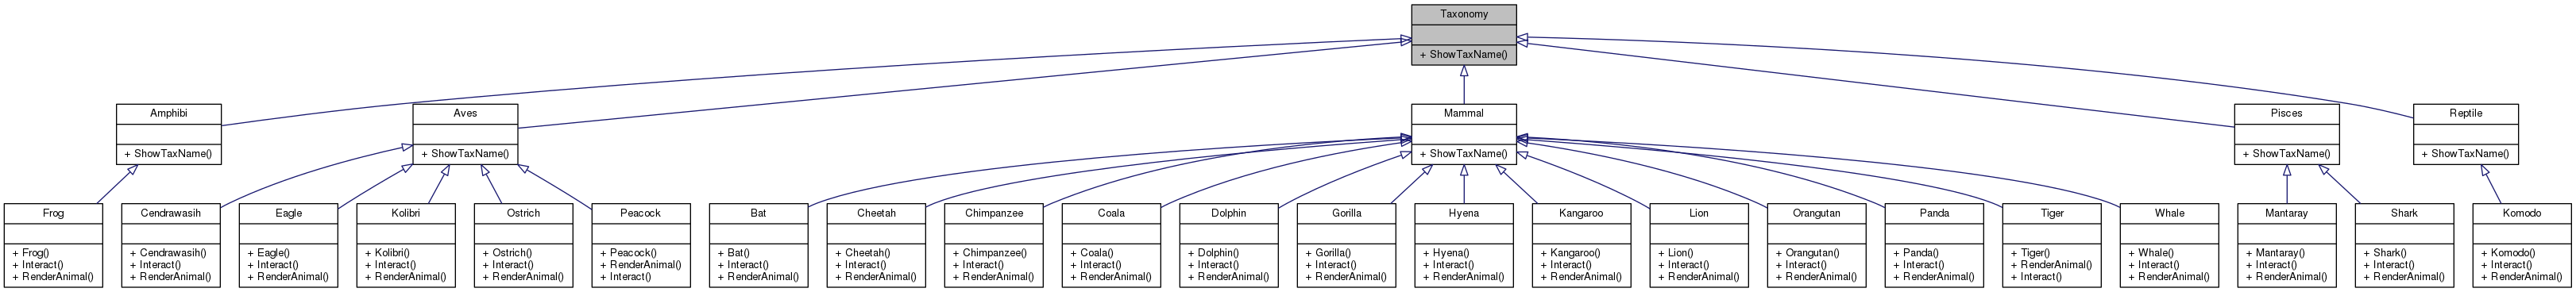 Taxonomy
+ ShowTaxName()
Amphibi
+ ShowTaxName()
Aves
+ ShowTaxName()
Mammal
+ ShowTaxName()
Pisces
+ ShowTaxName()
Reptile
+ ShowTaxName()
Frog
+ Frog()
+ Interact()
+ RenderAnimal()
Cendrawasih
+ Cendrawasih()
+ Interact()
+ RenderAnimal()
Eagle
+ Eagle()
+ Interact()
+ RenderAnimal()
Kolibri
+ Kolibri()
+ Interact()
+ RenderAnimal()
Ostrich
+ Ostrich()
+ Interact()
+ RenderAnimal()
Peacock
+ Peacock()
+ RenderAnimal()
+ Interact()
Bat
+ Bat()
+ Interact()
+ RenderAnimal()
Cheetah
+ Cheetah()
+ Interact()
+ RenderAnimal()
Chimpanzee
+ Chimpanzee()
+ Interact()
+ RenderAnimal()
Coala
+ Coala()
+ Interact()
+ RenderAnimal()
Dolphin
+ Dolphin()
+ Interact()
+ RenderAnimal()
Gorilla
+ Gorilla()
+ Interact()
+ RenderAnimal()
Hyena
+ Hyena()
+ Interact()
+ RenderAnimal()
Kangaroo
+ Kangaroo()
+ Interact()
+ RenderAnimal()
Lion
+ Lion()
+ Interact()
+ RenderAnimal()
Orangutan
+ Orangutan()
+ Interact()
+ RenderAnimal()
Panda
+ Panda()
+ Interact()
+ RenderAnimal()
Tiger
+ Tiger()
+ RenderAnimal()
+ Interact()
Whale
+ Whale()
+ Interact()
+ RenderAnimal()
Mantaray
+ Mantaray()
+ Interact()
+ RenderAnimal()
Shark
+ Shark()
+ Interact()
+ RenderAnimal()
Komodo
+ Komodo()
+ Interact()
+ RenderAnimal()